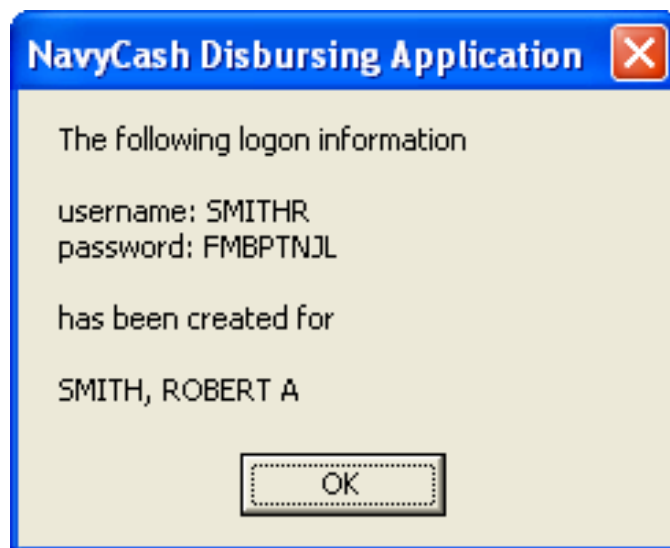 NavyCash Disbursing Application
The following logon information
username: SMITHR
password: FMBPTNJL
has been created for
SMITH, ROBERT A
OK